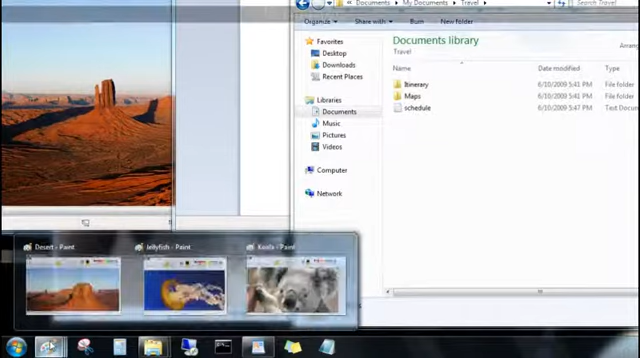 Documents My Documents Travel Search Travel
Organize Share with Burn New folder
Favorites
Desktop
Downloads
Recent Places
Libraries
Documents
Music
Pictures
Videos
Computer
Network
Documents library
Travel
Name Date modified Type
Itinerary 6/10/2009 5:41 PM File folder
Maps 6/10/2009 5:41 PM File folder
schedule 6/10/2009 5:47 PM Text Docu
Desert - Paint Jellyfish - Paint Koala - Paint